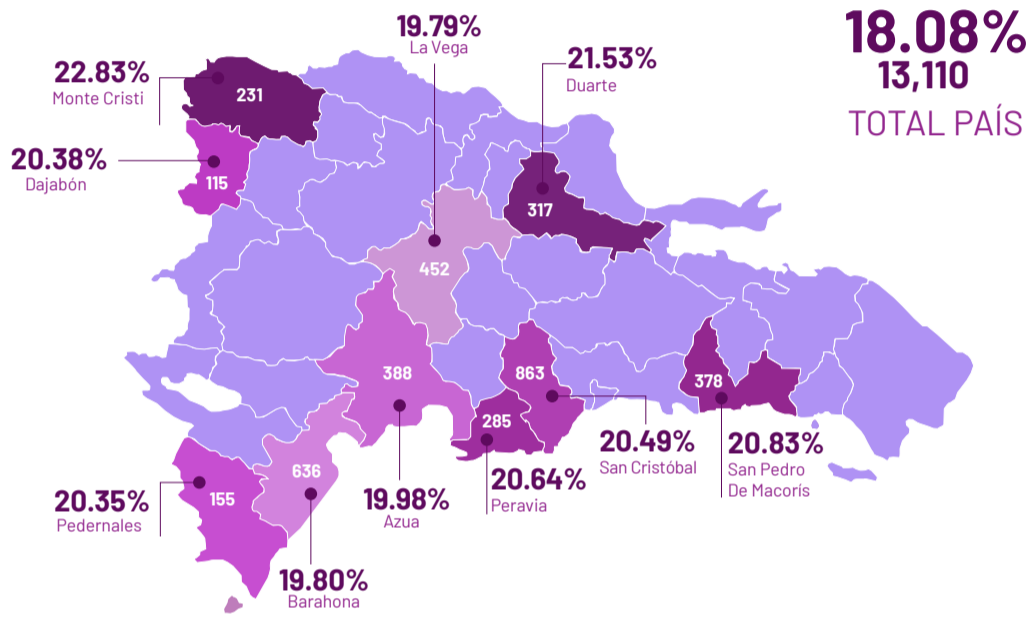 19.79%
La Vega
18.08%
13,110
TOTAL PAÍS
22.83%
Monte Cristi
231
21.53%
Duarte
20.38%
Dajabón
115
317
452
388
863
378
285
20.49%
San Cristóbal
20.83%
San Pedro
De Macorís
636
155
20.35%
Pedernales
19.98%
Azua
20.64%
Peravia
19.80%
Barahona